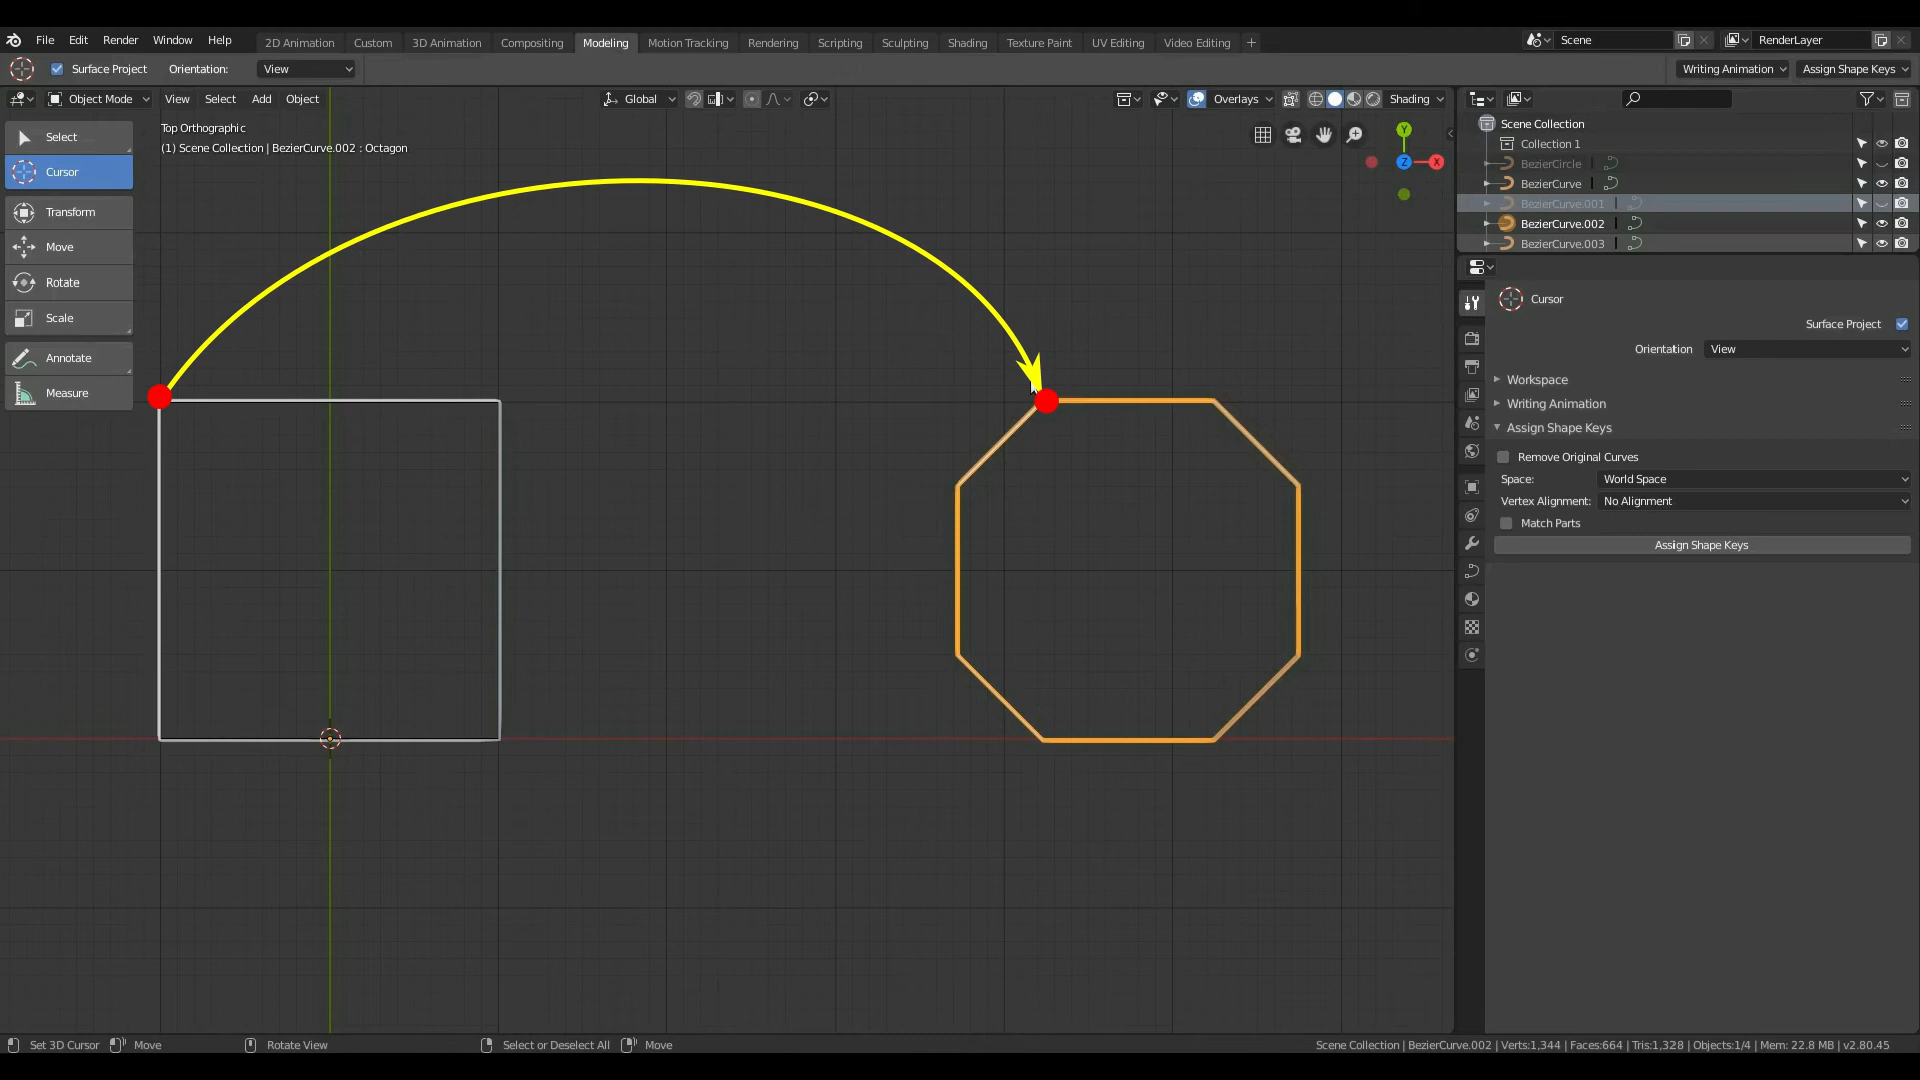 File Edit Render Window Help
2D Animation Custom 3D Animation Compositing Modeling Motion Tracking Rendering Scripting Sculpting Shading Texture Paint UV Editing Video Editing +
Scene RenderLayer
Surface Project Orientation: View
Writing Animation Assign Shape Keys
Object Mode View Select Add Object
Global
Overlays Shading
Top Orthographic
(1) Scene Collection | BezierCurve.002 : Octagon
Y
Z
X
Select
Cursor
Transform
Move
Rotate
Scale
Annotate
Measure
Scene Collection
Collection 1
BezierCircle
BezierCurve
BezierCurve.001
BezierCurve.002
BezierCurve.003
Cursor
Surface Project
Orientation View
Workspace
Writing Animation
Assign Shape Keys
Remove Original Curves
Space: World Space
Vertex Alignment: No Alignment
Match Parts
Assign Shape Keys
Set 3D Cursor Move Rotate View Select or Deselect All Move
Scene Collection | BezierCurve.002 | Verts:1,344 | Faces:664 | Tris:1,328 | Objects:1/4 | Mem: 22.8 MB | v2.80.45